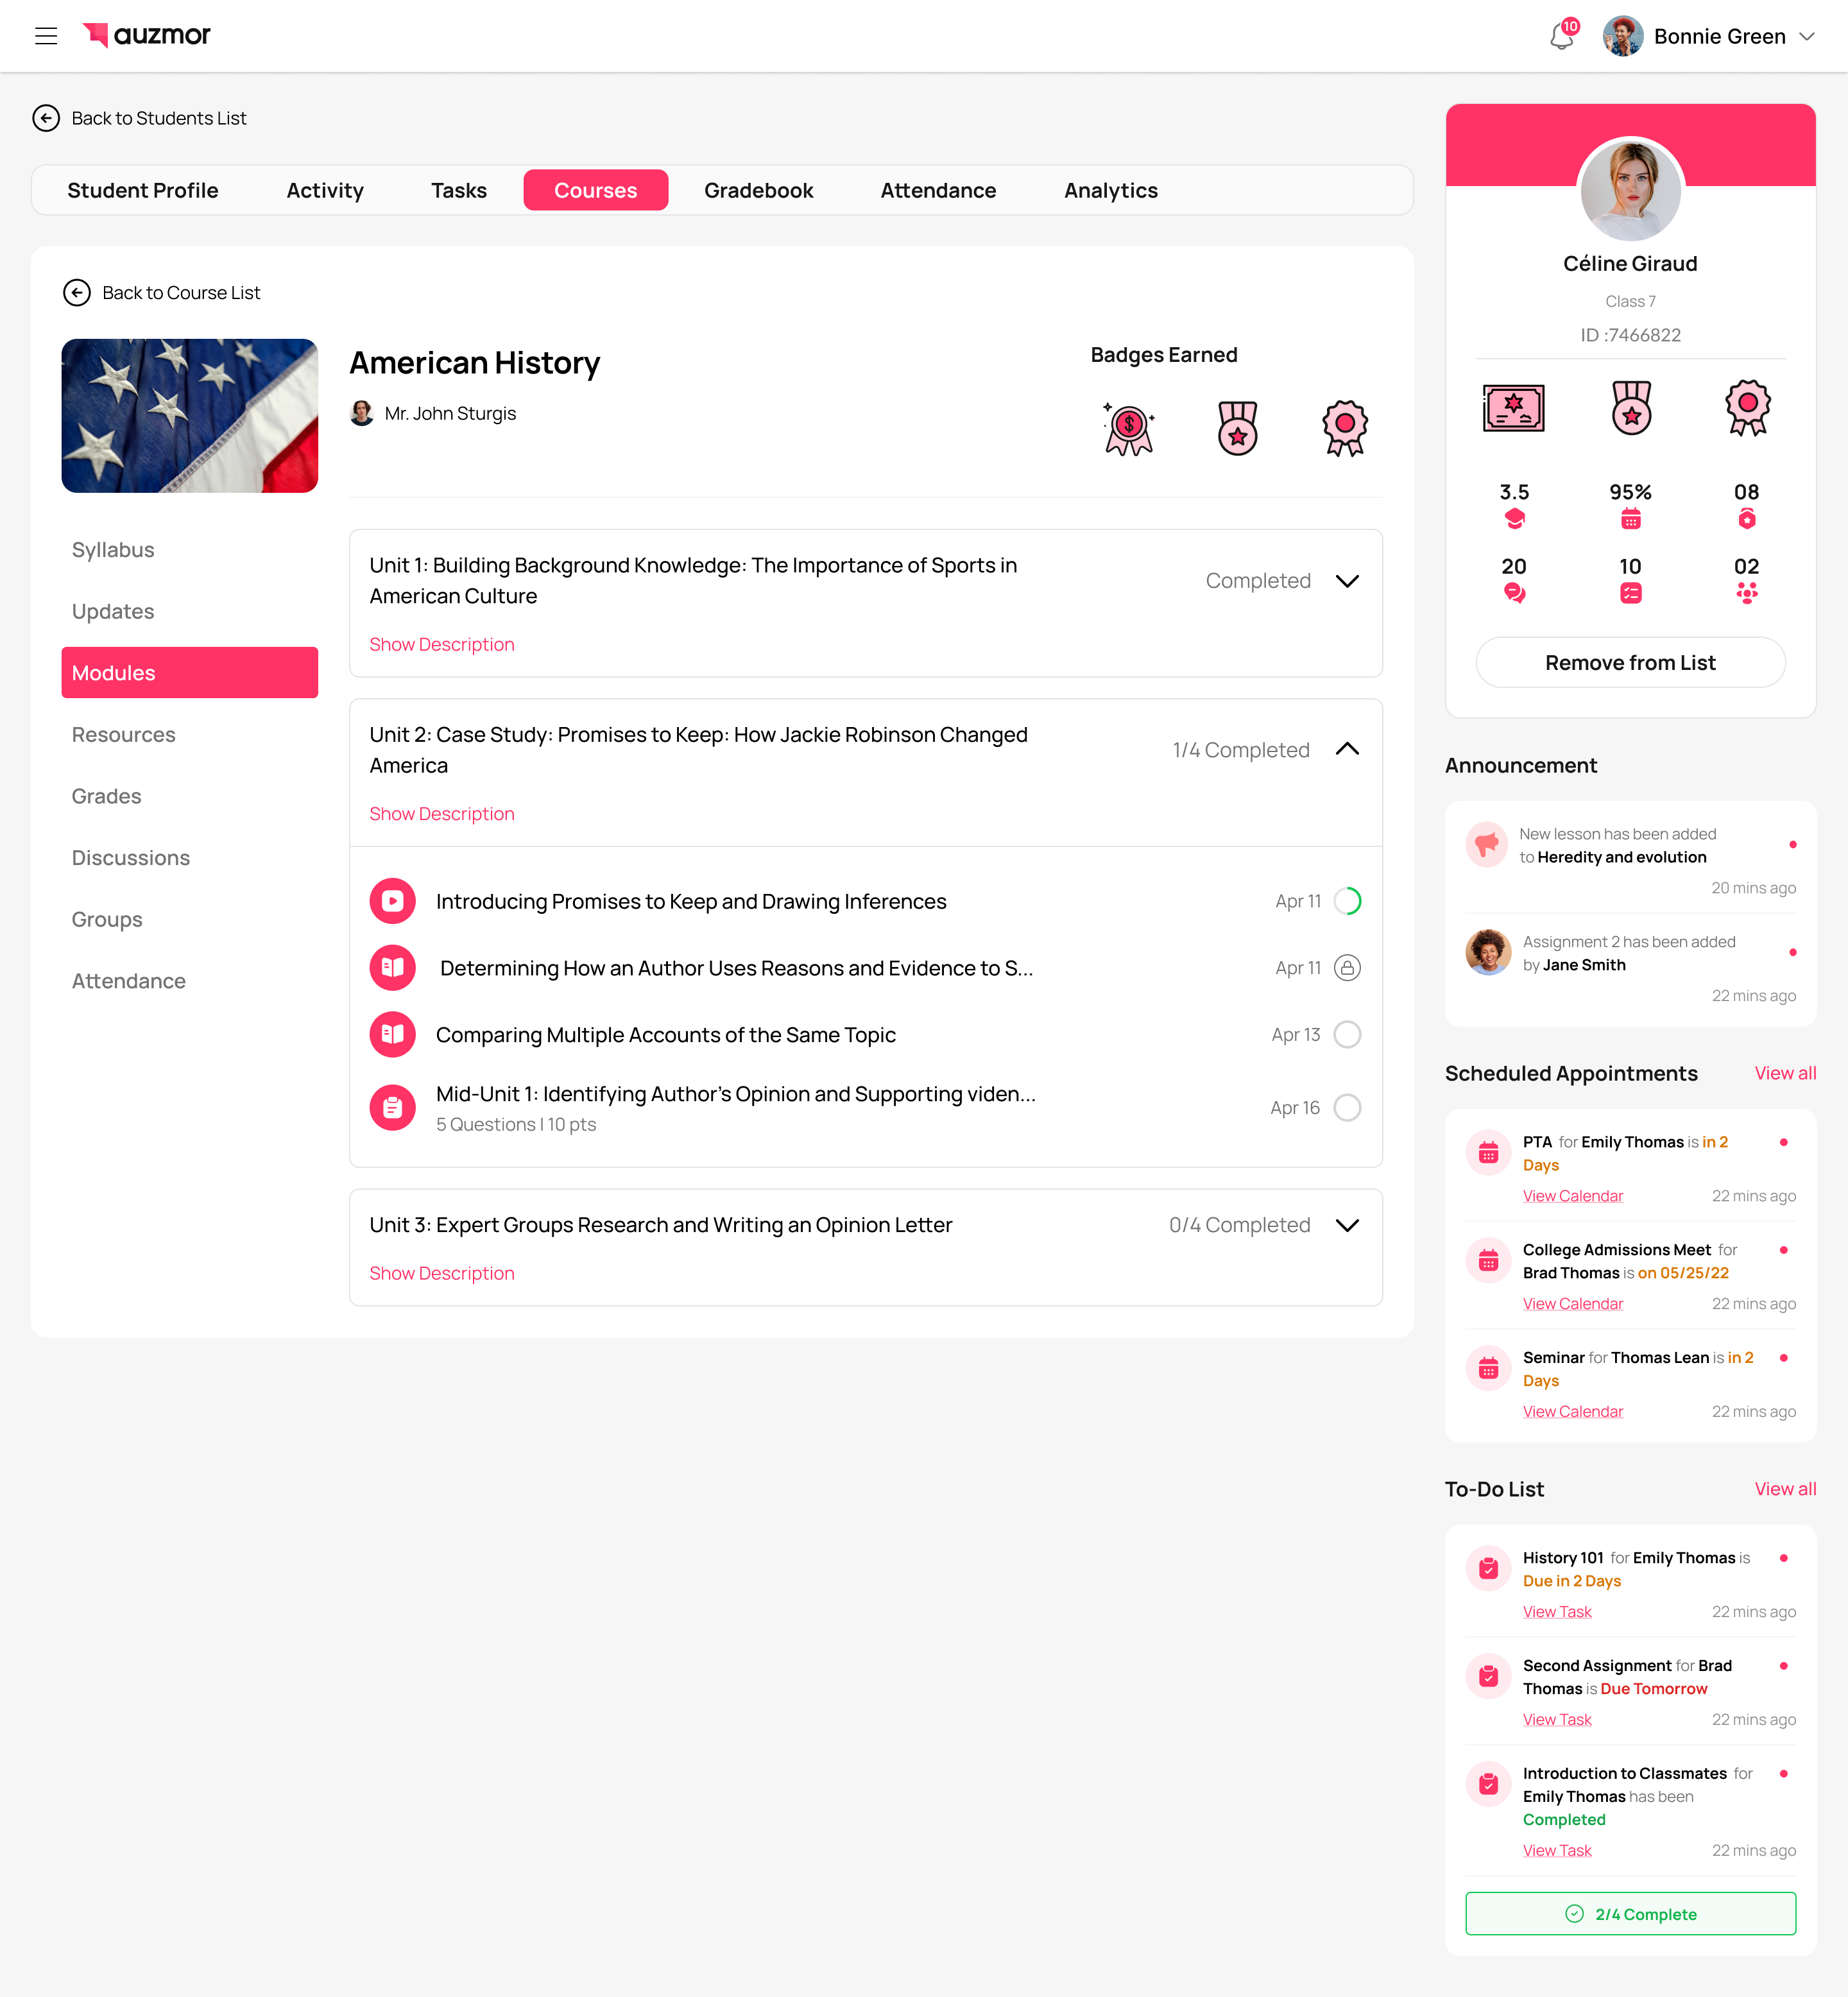 auzmor
10
Bonnie Green
Back to Students List
Student Profile
Activity
Tasks
Courses
Gradebook
Attendance
Analytics
Back to Course List
American History
Mr. John Sturgis
Badges Earned
$
Syllabus
Updates
Modules
Resources
Grades
Discussions
Groups
Attendance
Unit 1: Building Background Knowledge: The Importance of Sports in
American Culture
Completed
Show Description
Unit 2: Case Study: Promises to Keep: How Jackie Robinson Changed
America
1/4 Completed
Show Description
Introducing Promises to Keep and Drawing Inferences
Apr 11
Determining How an Author Uses Reasons and Evidence to S...
Apr 11
Comparing Multiple Accounts of the Same Topic
Apr 13
Mid-Unit 1: Identifying Author’s Opinion and Supporting viden...
5 Questions | 10 pts
Apr 16
Unit 3: Expert Groups Research and Writing an Opinion Letter
0/4 Completed
Show Description
Céline Giraud
Class 7
ID :7466822
3.5
95%
08
20
10
02
Remove from List
Announcement
New lesson has been added
to Heredity and evolution
20 mins ago
Assignment 2 has been added
by Jane Smith
22 mins ago
Scheduled Appointments
View all
PTA for Emily Thomas is in 2
Days
View Calendar
22 mins ago
College Admissions Meet for
Brad Thomas is on 05/25/22
View Calendar
22 mins ago
Seminar for Thomas Lean is in 2
Days
View Calendar
22 mins ago
To-Do List
View all
History 101 for Emily Thomas is
Due in 2 Days
View Task
22 mins ago
Second Assignment for Brad
Thomas is Due Tomorrow
View Task
22 mins ago
Introduction to Classmates for
Emily Thomas has been
Completed
View Task
22 mins ago
2/4 Complete